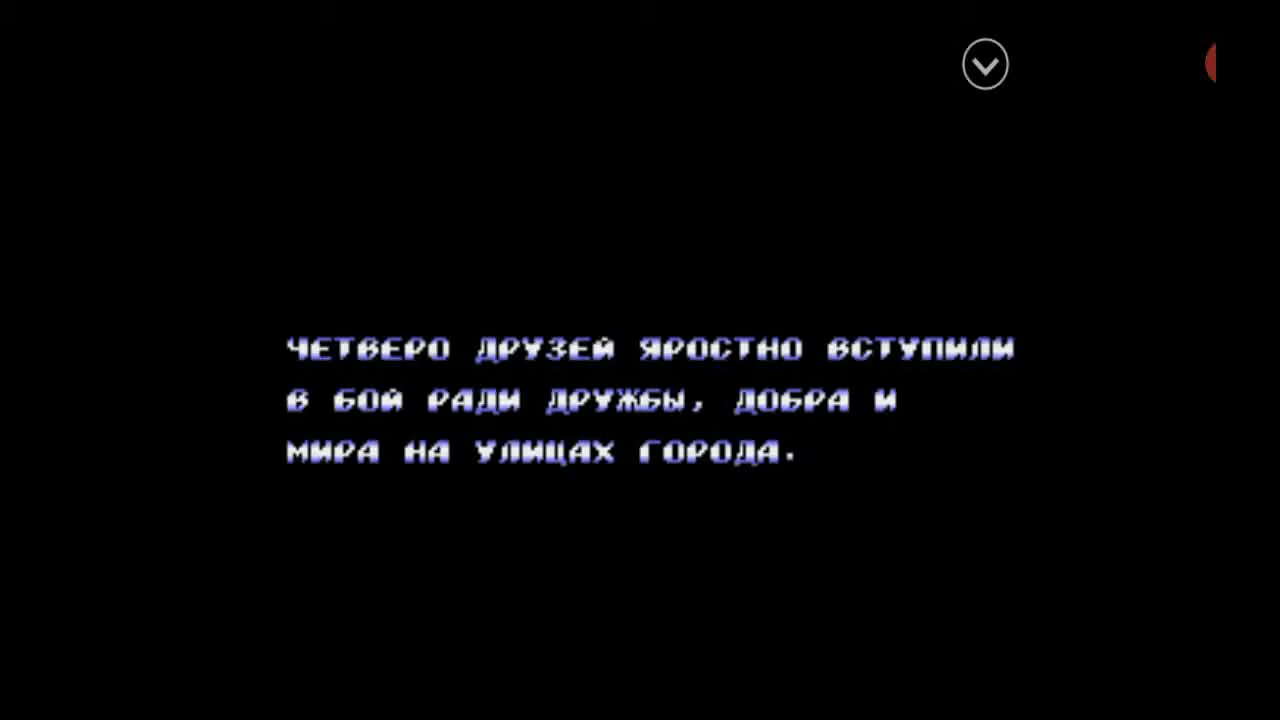 ЧЕТВЕРО ДРУЗЕЙ ЯРОСТНО ВСТУПИЛИ
В БОЙ РАДИ ДРУЖБЫ, ДОБРА И
МИРА НА УЛИЦАХ ГОРОДА.